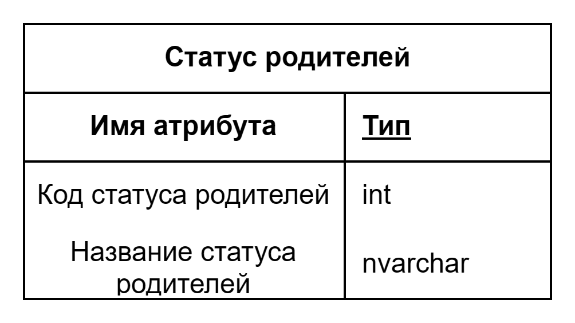 Статус родителей
Имя атрибута Тип
Код статуса родителей int
Название статуса
родителей
nvarchar